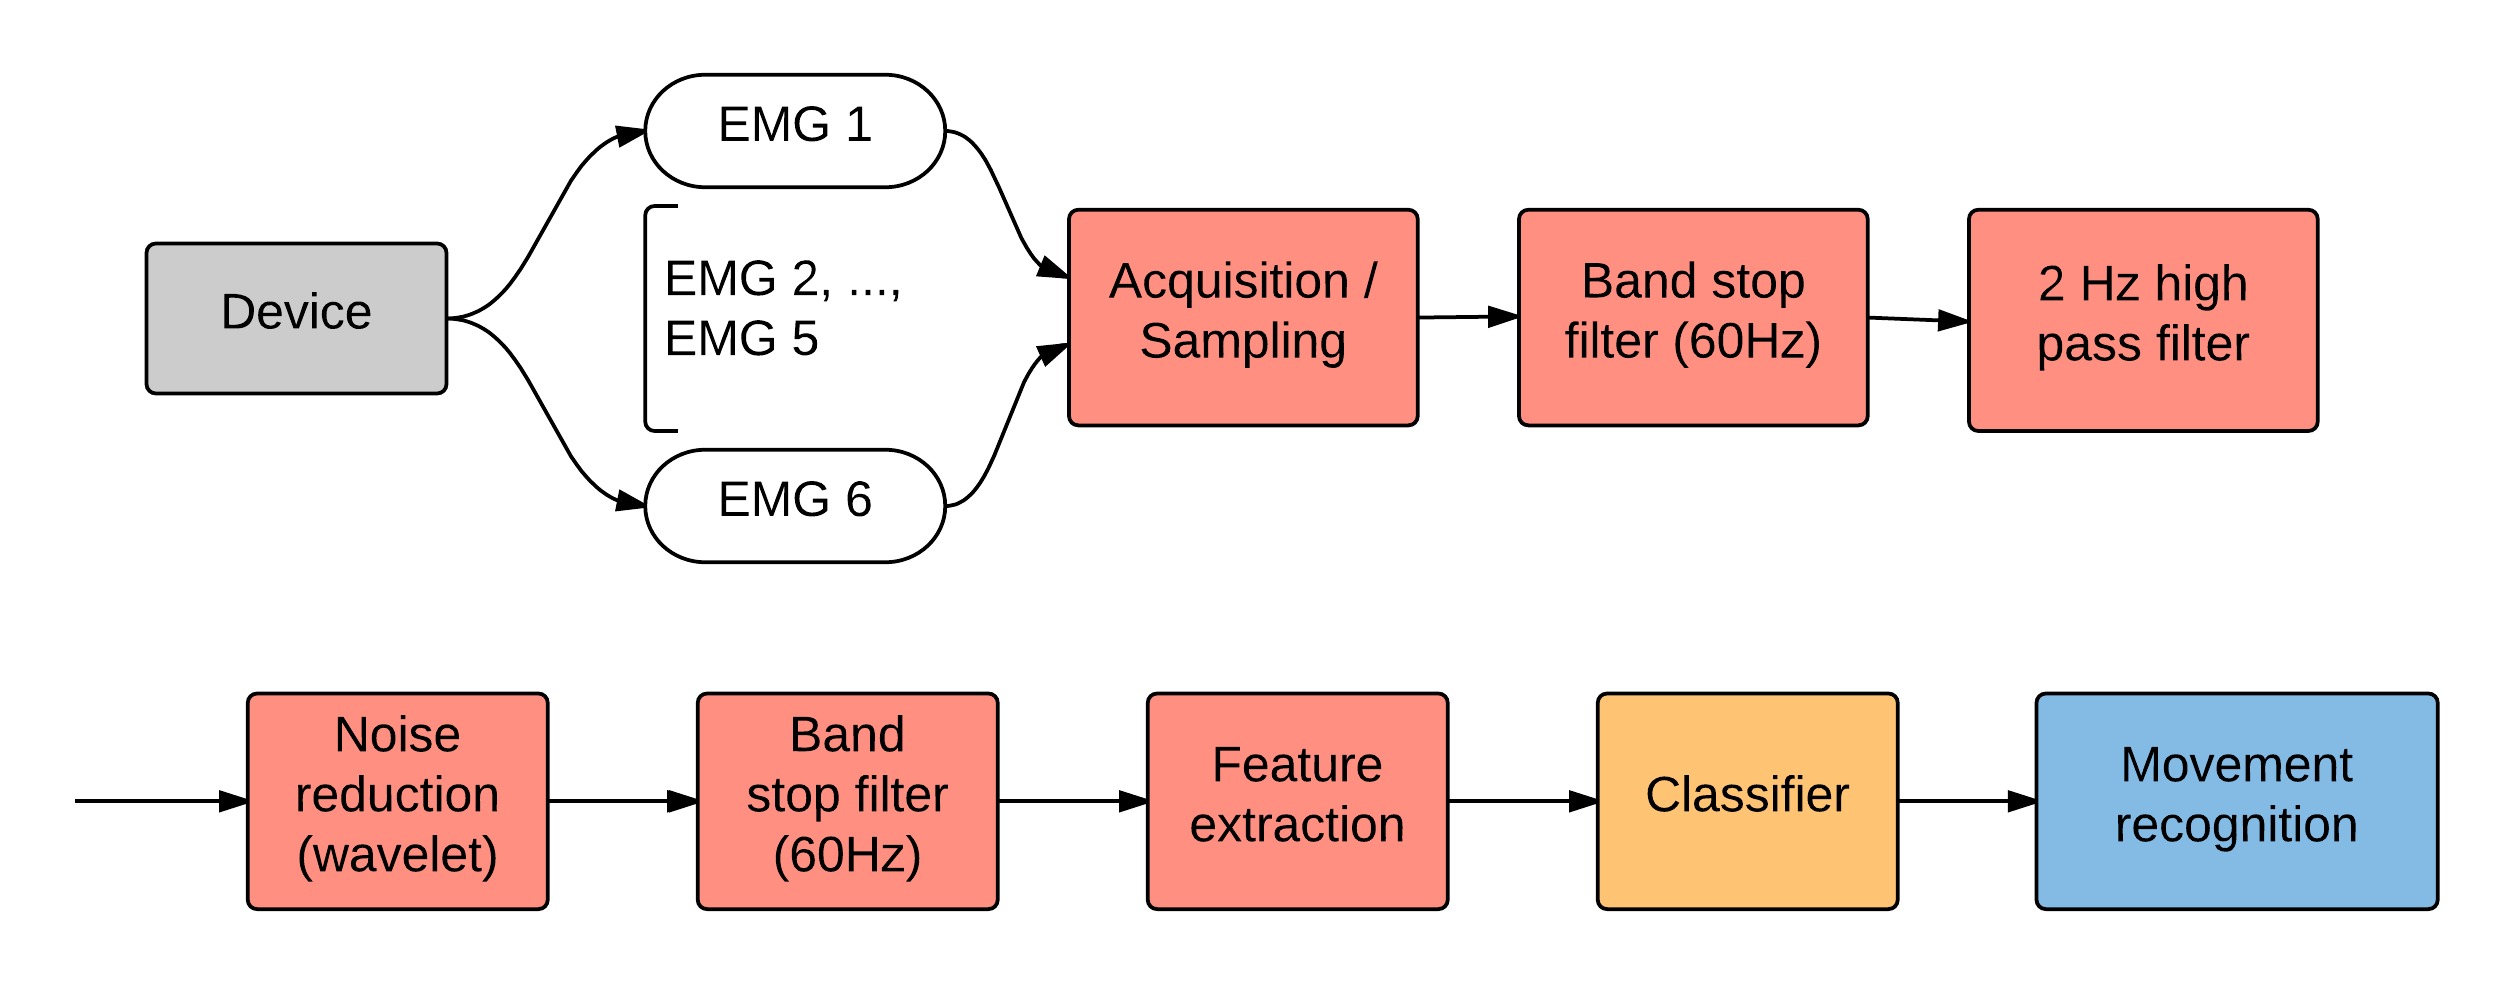 EMG 1
Device
EMG 2, ....,
EMG 5
EMG 6
Acquisition /
Sampling
Band stop
filter (60Hz)
2 Hz high
pass filter
Noise
reduction
(wavelet)
Band
stop filter
(60Hz)
Feature
extraction
Classifier
Movement
recognition